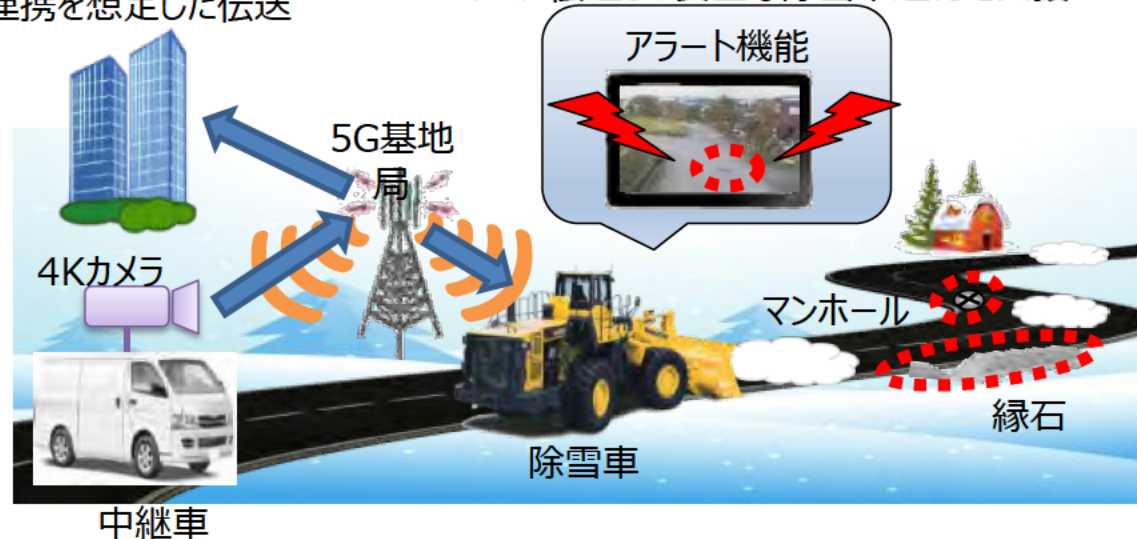 連携を想定した伝送
アラート機能
5G基地
局
4Kカメラ
マンホール
縁石
除雪車
中継車